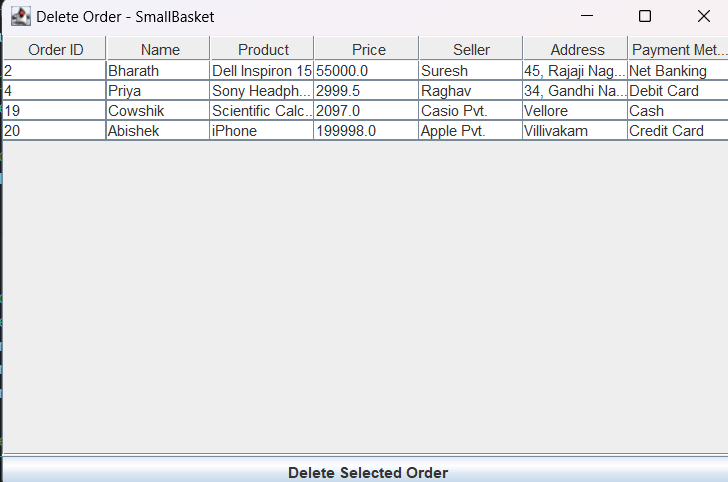 Delete Order - SmallBasket
Order ID Name Product Price Seller Address Payment Met...
2 Bharath Dell Inspiron 15 55000.0 Suresh 45, Rajaji Nag... Net Banking
4 Priya Sony Headph... 2999.5 Raghav 34, Gandhi Na... Debit Card
19 Cowshik Scientific Calc... 2097.0 Casio Pvt. Vellore Cash
20 Abishek iPhone 199998.0 Apple Pvt. Villivakam Credit Card
Delete Selected Order